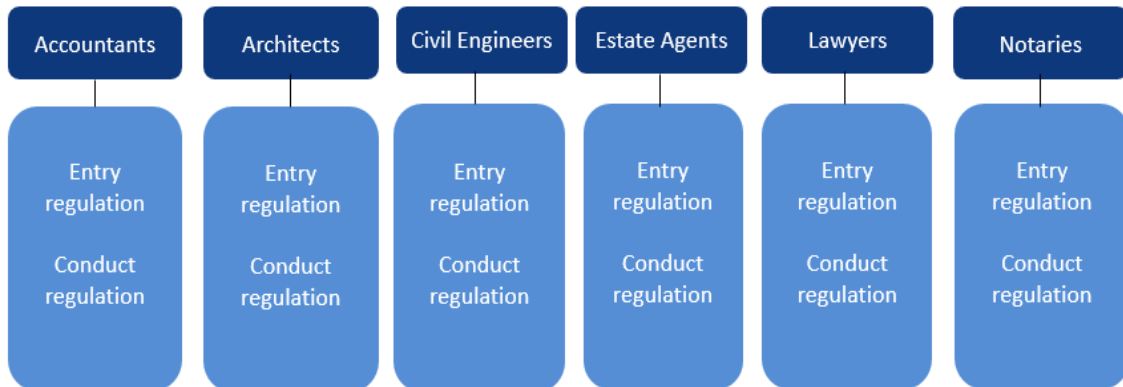 Accountants
Architects
Civil Engineers
Estate Agents
Lawyers
Notaries
Entry
regulation
Conduct
regulation
Entry
regulation
Conduct
regulation
Entry
regulation
Conduct
regulation
Entry
regulation
Conduct
regulation
Entry
regulation
Conduct
regulation
Entry
regulation
Conduct
regulation